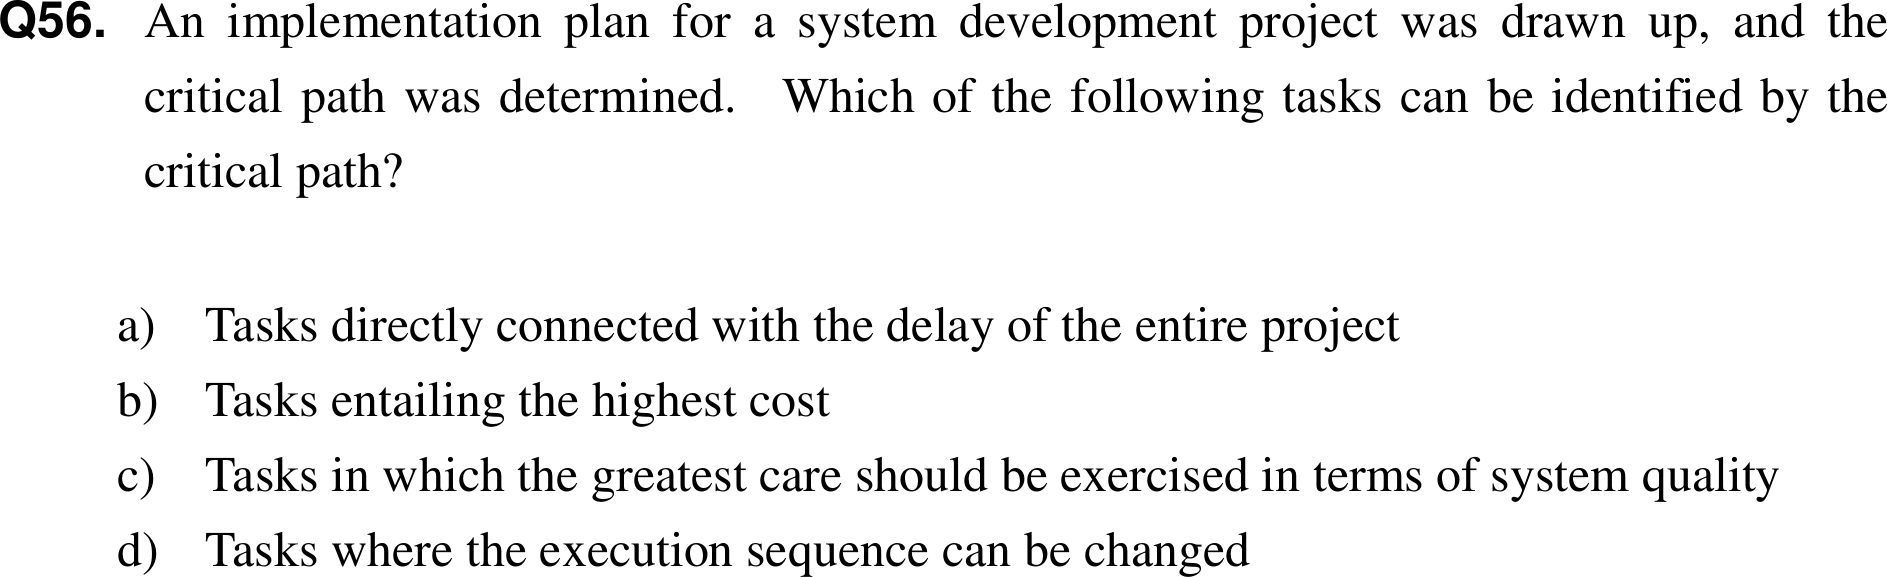 Q56. An implementation plan for a system development project was drawn up, and the
critical path was determined. Which of the following tasks can be identified by the
critical path?
a) Tasks directly connected with the delay of the entire project
b) Tasks entailing the highest cost
c) Tasks in which the greatest care should be exercised in terms of system quality
d) Tasks where the execution sequence can be changed